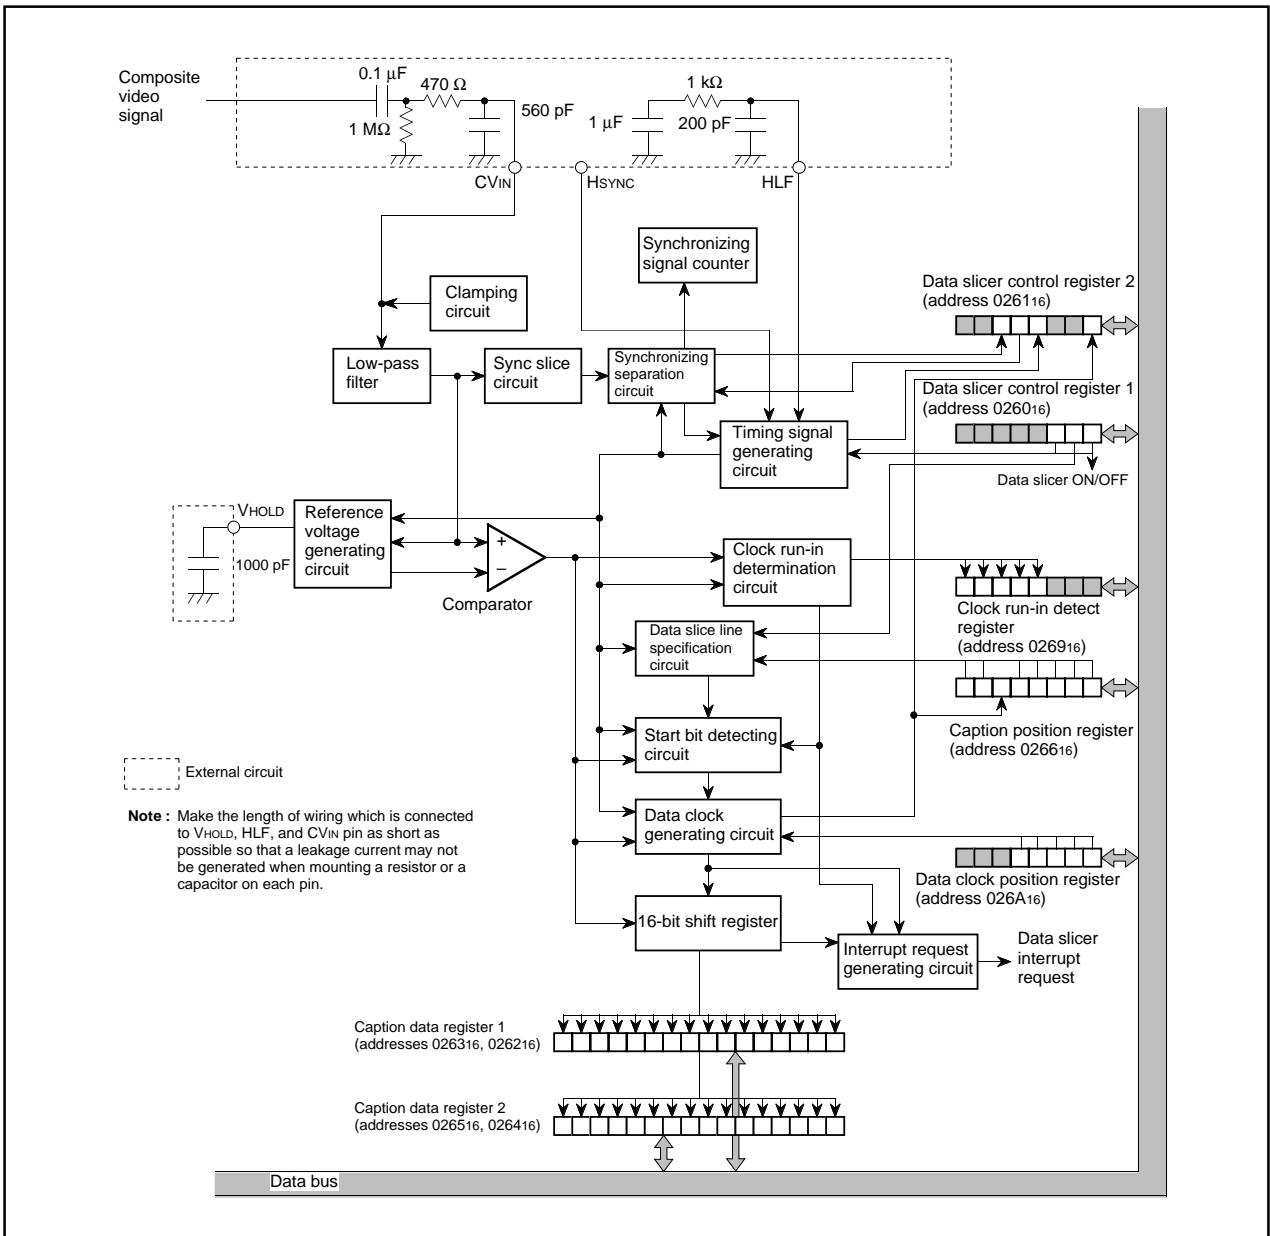 Composite
video
signal
0.1 µF
470 Ω
1 MΩ
560 pF
1 kΩ
1 µF
200 pF
CVIN
HSYNC
HLF
Synchronizing
signal counter
Clamping
circuit
Data slicer control register 2
(address 026116)
Low-pass
filter
Sync slice
circuit
Synchronizing
separation
circuit
Data slicer control register 1
(address 026016)
Timing signal
generating
circuit
Data slicer ON/OFF
VHOLD
1000 pF
Reference
voltage
generating
circuit
+
–
Comparator
Clock run-in
determination
circuit
Clock run-in detect
register
(address 026916)
Data slice line
specification
circuit
Caption position register
(address 026616)
Start bit detecting
circuit
External circuit
Note : Make the length of wiring which is connected
to VHOLD, HLF, and CVIN pin as short as
possible so that a leakage current may not
be generated when mounting a resistor or a
capacitor on each pin.
Data clock
generating circuit
Data clock position register
(address 026A16)
16-bit shift register
Interrupt request
generating circuit
Data slicer
interrupt
request
Caption data register 1
(addresses 026316, 026216)
Caption data register 2
(addresses 026516, 026416)
Data bus